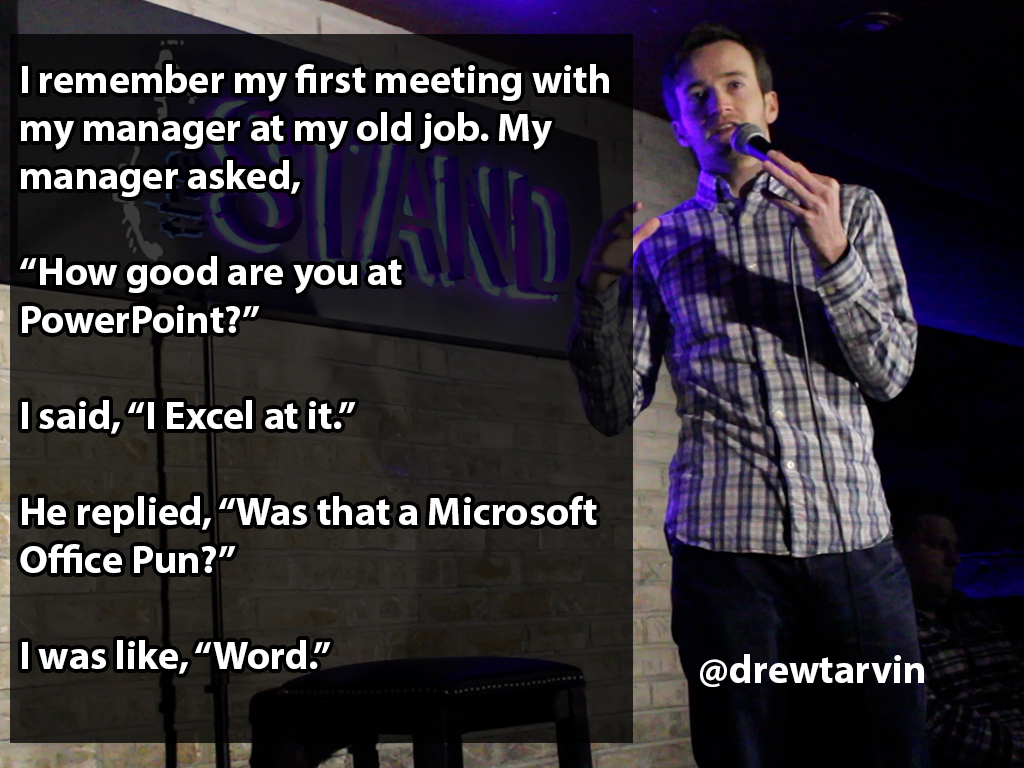 I remember my first meeting with
my manager at my old job. My
manager asked,
“How good are you at
PowerPoint?”
I said, “I Excel at it.”
He replied, “Was that a Microsoft
Office Pun?”
I was like, “Word.”
STAND
@drewtarvin